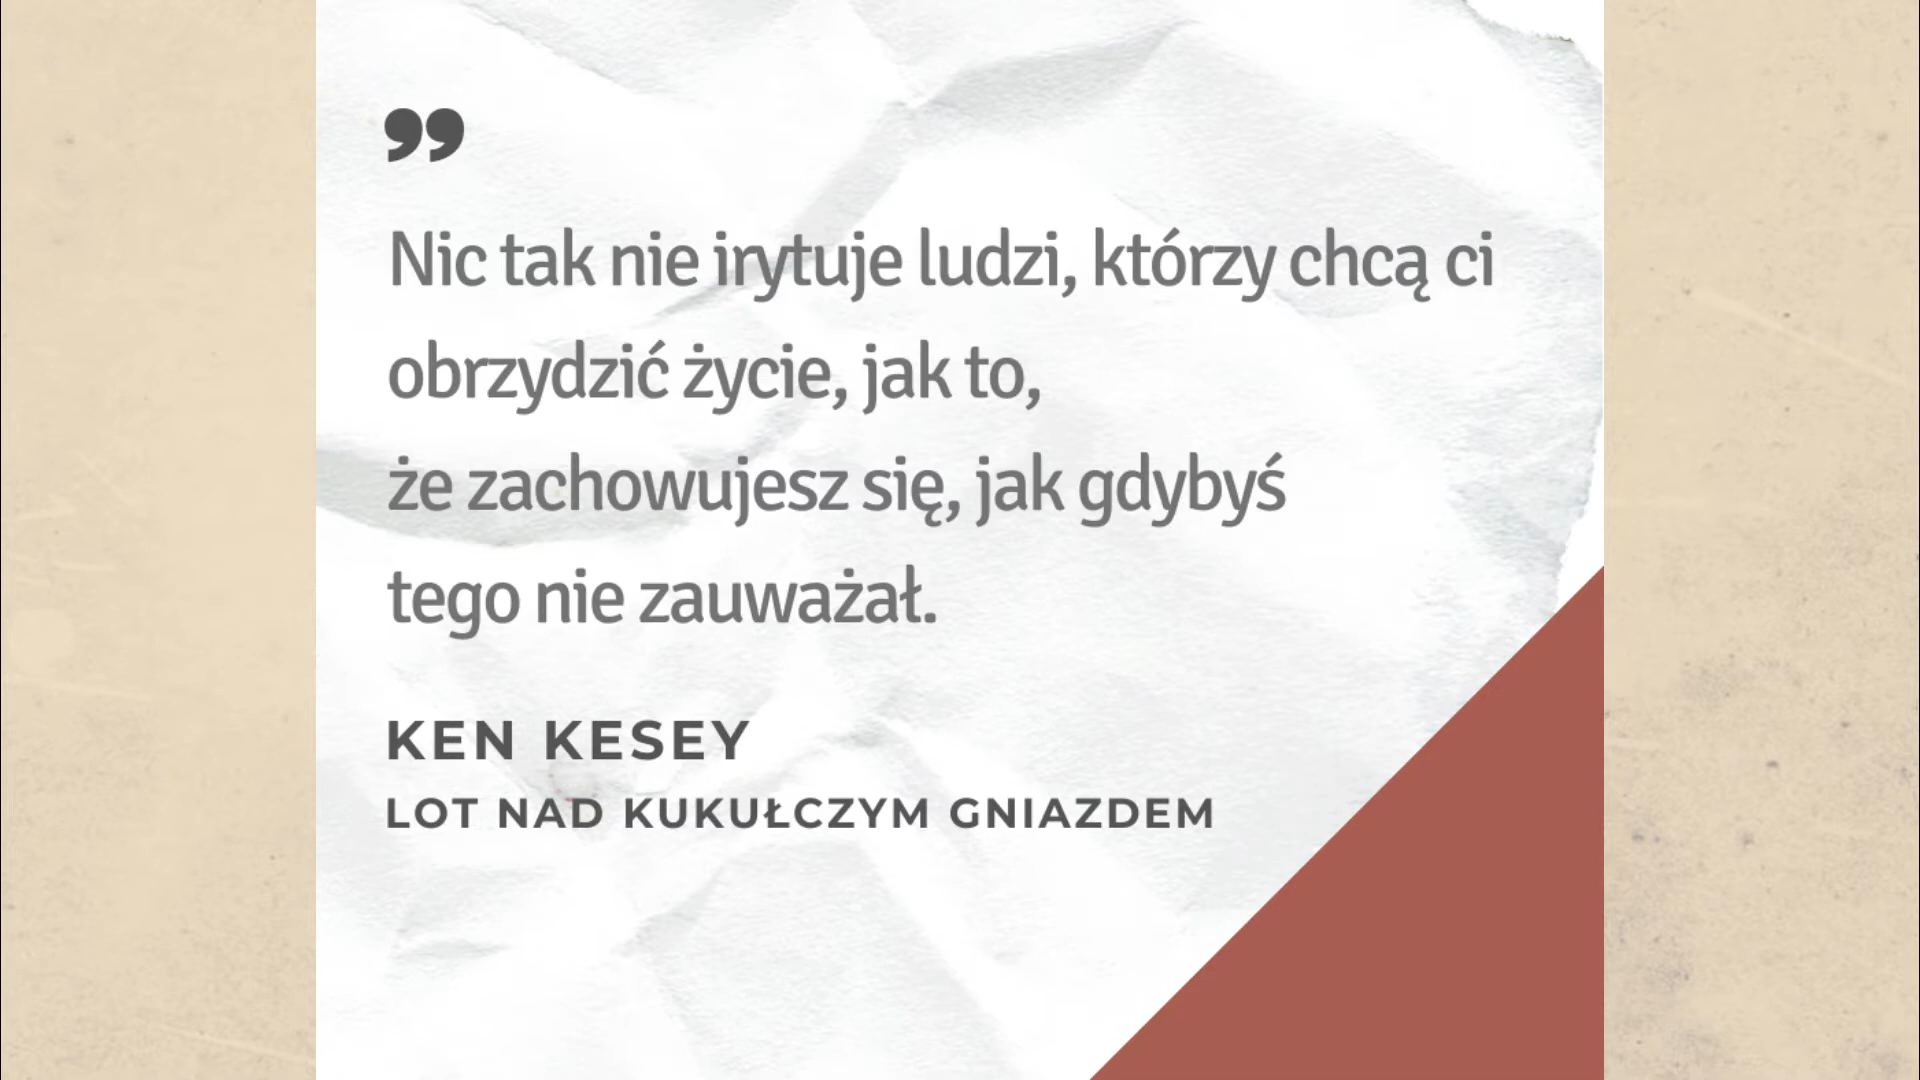 ”
Nic tak nie irytuje ludzi, którzy chcą ci
obrzydzić życie, jak to,
że zachowujesz się, jak gdybyś
tego nie zauważał.
KEN KESEY
LOT NAD KUKUŁCZYM GNIAZDEM